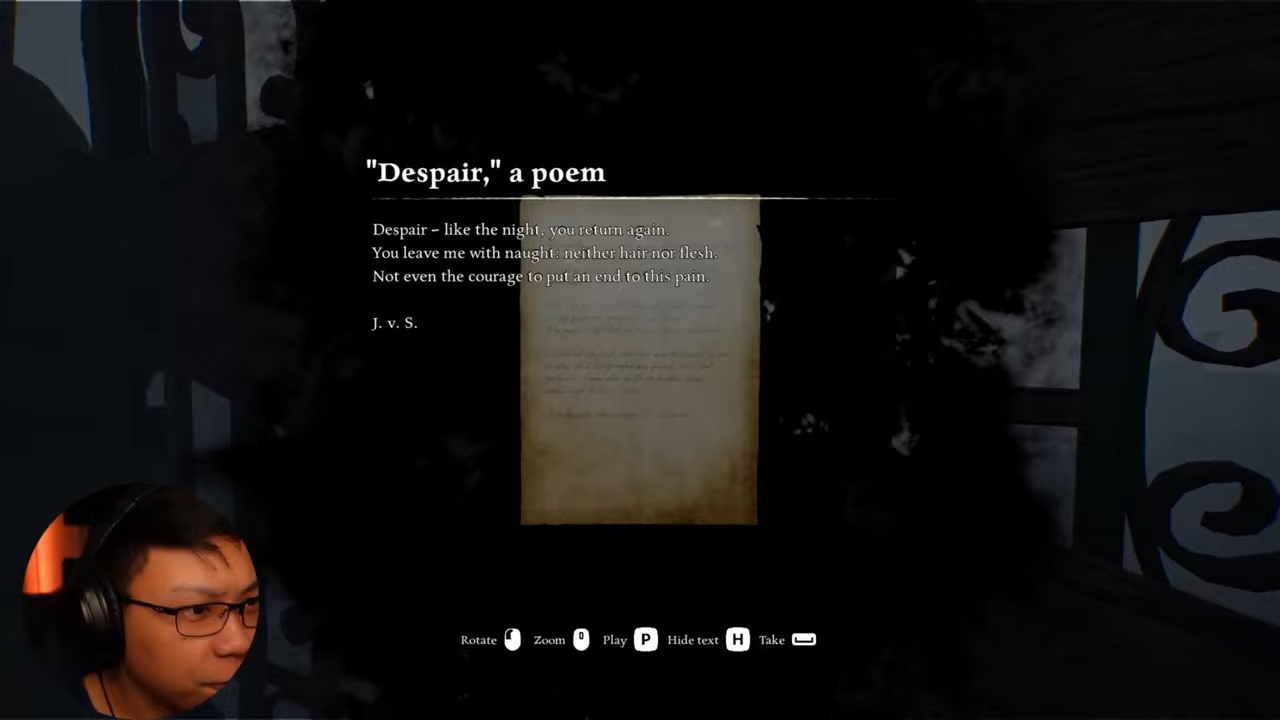 "Despair," a poem
Despair – like the night, you return again.
You leave me with naught: neither hair nor flesh.
Not even the courage to put an end to this pain.
J. v. S.
Rotate Zoom 0 Play P Hide text H Take